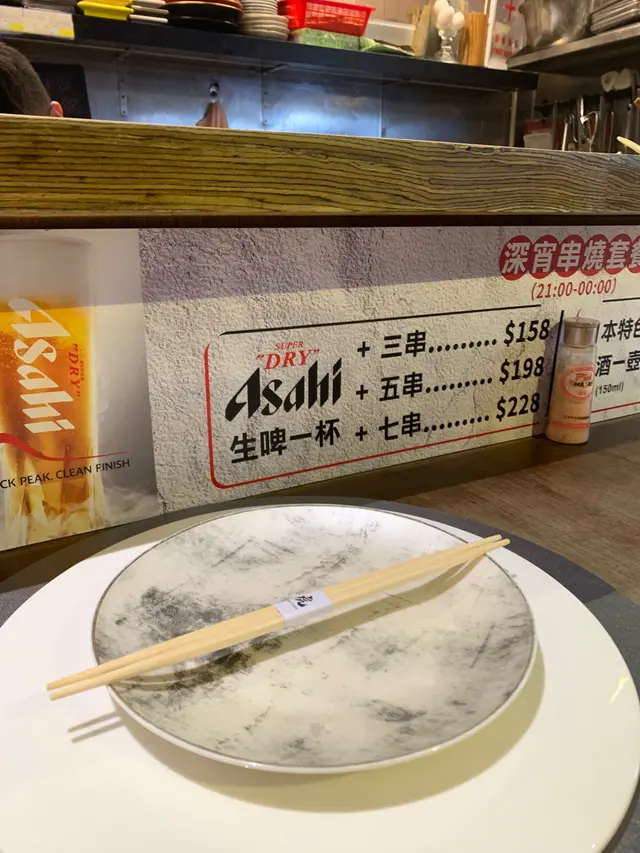 深宵串燒套餐
(21:00-00:00)
SUPER
"DRY"
Asahi
生啤一杯
+ 三串......... $158
+ 五串......... $198
+ 七串......... $228
本特色
酒一壺
(150ml)
Asahi
"DRY"
CK PEAK. CLEAN FINISH